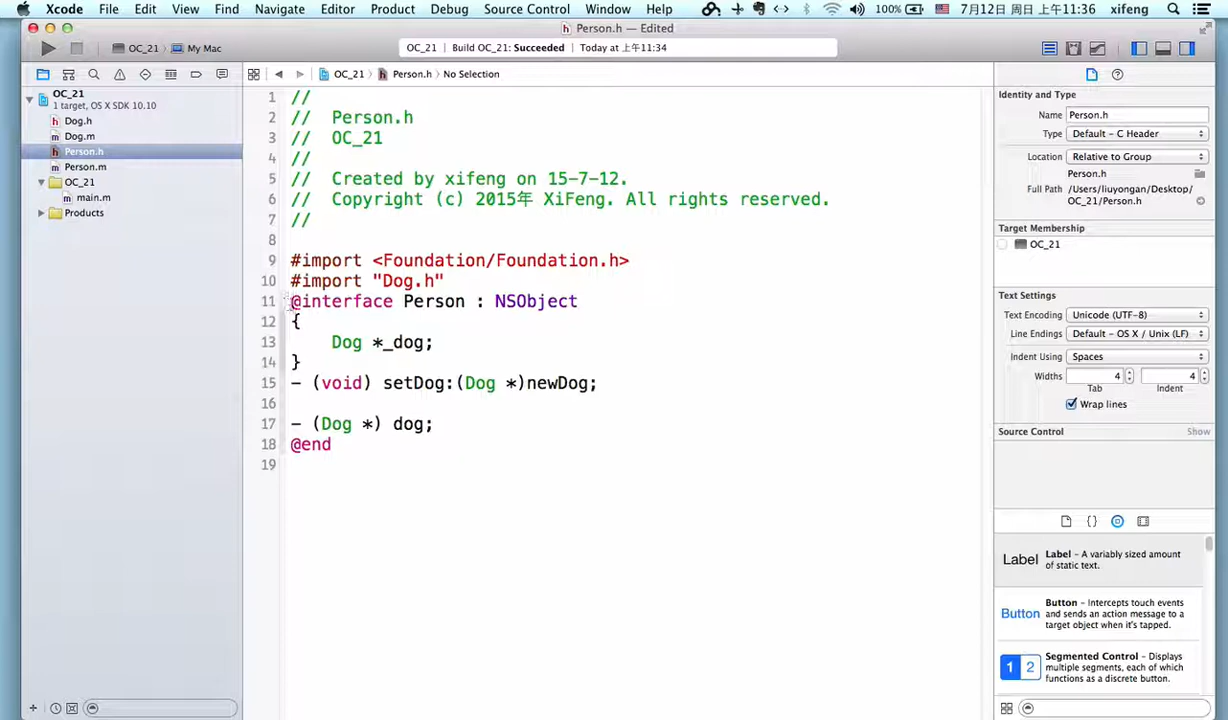 Xcode File Edit View Find Navigate Editor Product Debug Source Control Window Help 100% 7月12日 周日 上午11:36 xifeng
Person.h — Edited
OC_21 My Mac
OC_21 Build OC_21: Succeeded Today at 上午11:34
OC_21 Person.h No Selection
OC_21
1 target, OS X SDK 10.10
h Dog.h
m Dog.m
h Person.h
m Person.m
OC_21
m main.m
Products
1 //
2 // Person.h
3 // OC_21
4 //
5 // Created by xifeng on 15-7-12.
6 // Copyright (c) 2015年 XiFeng. All rights reserved.
7 //
8
9 #import <Foundation/Foundation.h>
10 #import "Dog.h"
11 @interface Person : NSObject
12 {
13 Dog *_dog;
14 }
15 - (void) setDog:(Dog *)newDog;
16
17 - (Dog *) dog;
18 @end
19
Identity and Type
Name Person.h
Type Default - C Header
Location Relative to Group
Person.h
Full Path /Users/liuyongan/Desktop/
OC_21/Person.h
Target Membership
OC_21
Text Settings
Text Encoding Unicode (UTF-8)
Line Endings Default - OS X / Unix (LF)
Indent Using Spaces
Widths 4 4
Tab Indent
Wrap lines
Source Control Show
{}
Label Label - A variably sized amount
of static text.
Button Button - Intercepts touch events
and sends an action message to a
target object when it's tapped.
1 2 Segmented Control - Displays
multiple segments, each of which
functions as a discrete button.